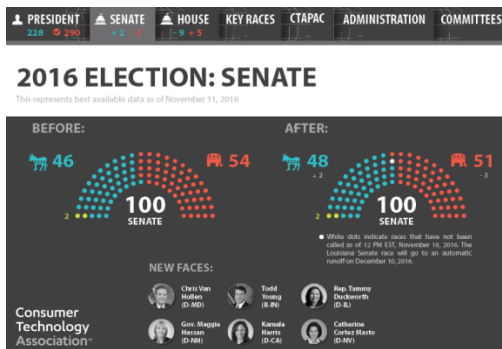 PRESIDENT
228 290
SENATE
+ 2 - 3
HOUSE
- 9 + 5
KEY RACES
CTAPAC
ADMINISTRATION
COMMITTEES
2016 ELECTION: SENATE
This represents best available data as of November 11, 2016
BEFORE:
46
54
2
100
SENATE
AFTER:
48
+ 2
51
- 3
2
100
SENATE
White dots indicate races that have not been
called as of 12 PM EST, November 10, 2016. The
Louisiana Senate race will go to an automatic
runoff on December 10, 2016.
NEW FACES:
Chris Van
Hollen
(D-MD)
Todd
Young
(R-IN)
Rep. Tammy
Duckworth
(D-IL)
Gov. Maggie
Hassan
(D-NH)
Kamala
Harris
(D-CA)
Catherine
Cortez Masto
(D-NV)
Consumer
Technology
Association™